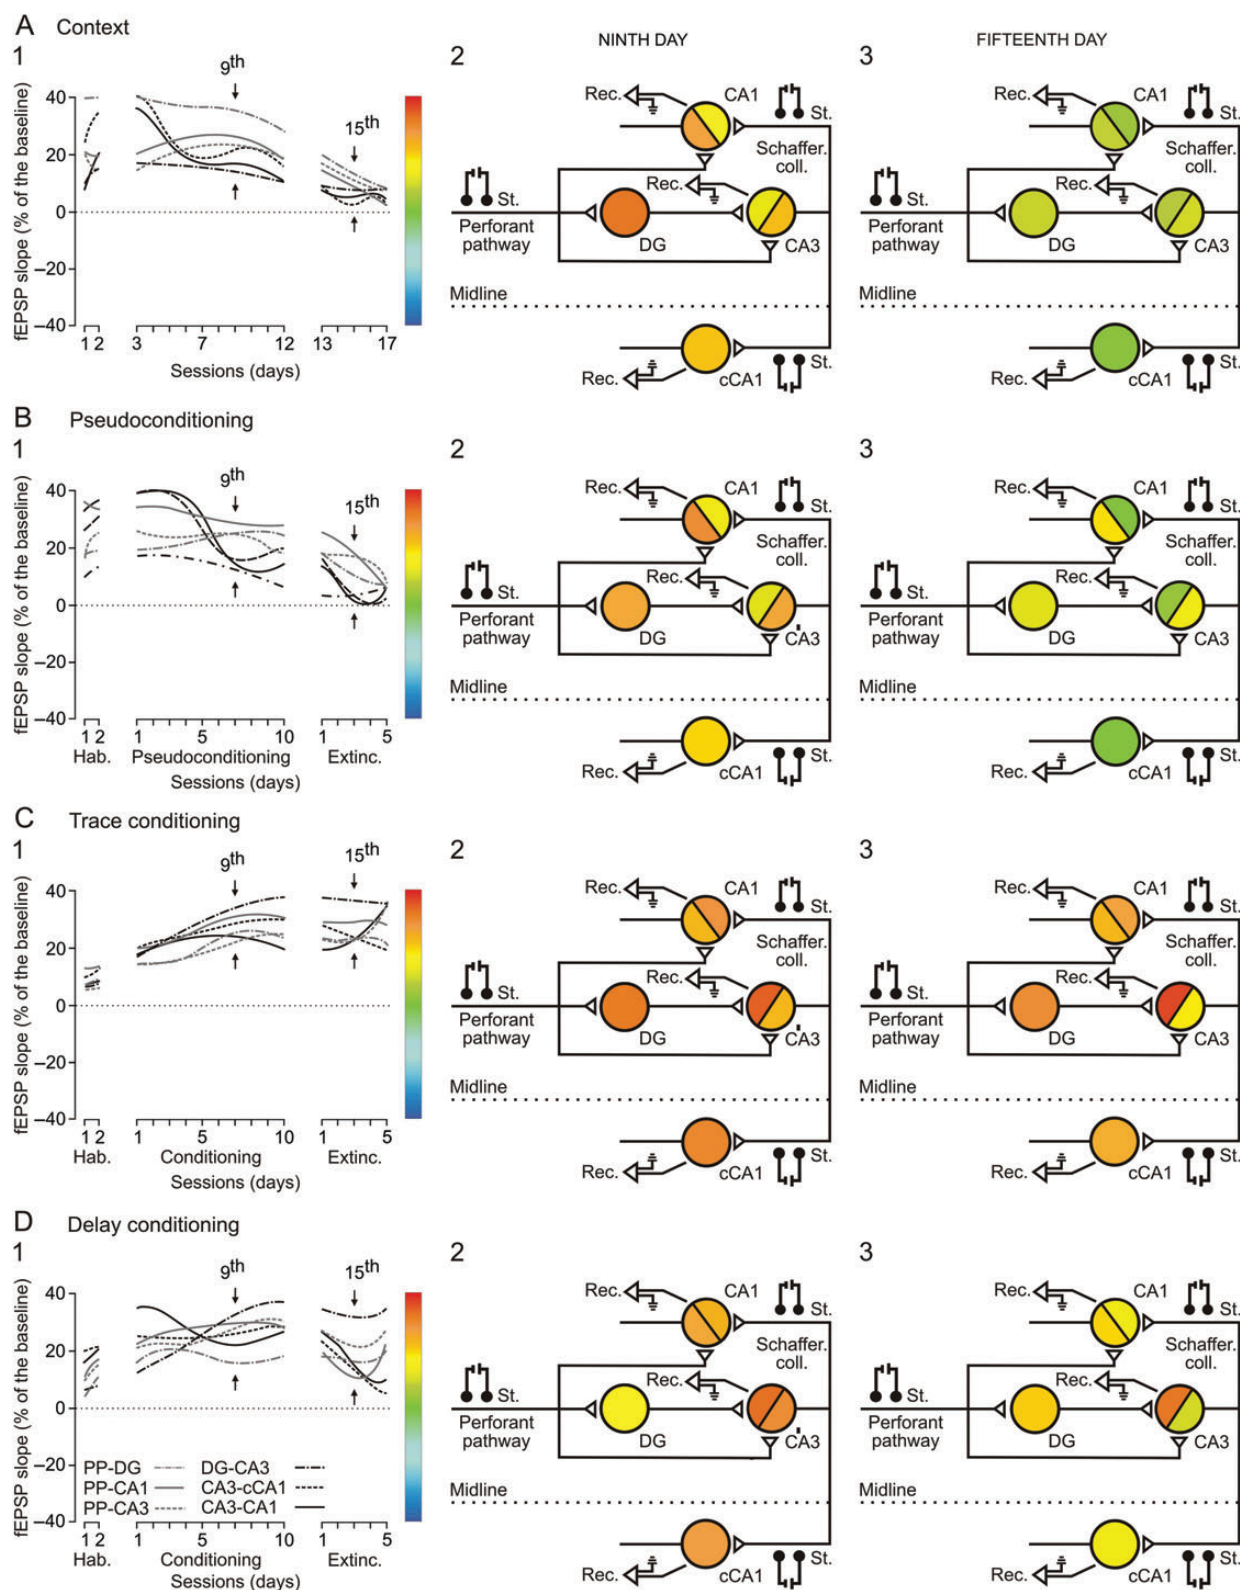 A Context
1
fEPSP slope (% of the baseline)
40
20
0
–20
–40
9th
15th
1 2
3 7 12
13 17
Sessions (days)
2
NINTH DAY
Rec.
CA1
St.
Schaffer.
coll.
St.
Rec.
Perforant
pathway
DG
CA3
Midline
Rec.
cCA1
St.
3
FIFTEENTH DAY
Rec.
CA1
St.
Schaffer.
coll.
St.
Rec.
Perforant
pathway
DG
CA3
Midline
Rec.
cCA1
St.
B Pseudoconditioning
1
fEPSP slope (% of the baseline)
40
20
0
–20
–40
9th
15th
1 2
1 5 10
1 5
Hab. Pseudoconditioning Extinc.
Sessions (days)
2
Rec.
CA1
St.
Schaffer.
coll.
St.
Rec.
Perforant
pathway
DG
CA3
Midline
Rec.
cCA1
St.
3
Rec.
CA1
St.
Schaffer.
coll.
St.
Rec.
Perforant
pathway
DG
CA3
Midline
Rec.
cCA1
St.
C Trace conditioning
1
fEPSP slope (% of the baseline)
40
20
0
–20
–40
9th
15th
1 2
1 5 10
1 5
Hab. Conditioning Extinc.
Sessions (days)
2
Rec.
CA1
St.
Schaffer.
coll.
St.
Rec.
Perforant
pathway
DG
CA3
Midline
Rec.
cCA1
St.
3
Rec.
CA1
St.
Schaffer.
coll.
St.
Rec.
Perforant
pathway
DG
CA3
Midline
Rec.
cCA1
St.
D Delay conditioning
1
fEPSP slope (% of the baseline)
40
20
0
–20
–40
9th
15th
PP-DG DG-CA3
PP-CA1 CA3-cCA1
PP-CA3 CA3-CA1
1 2
1 5 10
1 5
Hab. Conditioning Extinc.
Sessions (days)
2
Rec.
CA1
St.
Schaffer.
coll.
St.
Rec.
Perforant
pathway
DG
CA3
Midline
Rec.
cCA1
St.
3
Rec.
CA1
St.
Schaffer.
coll.
St.
Rec.
Perforant
pathway
DG
CA3
Midline
Rec.
cCA1
St.